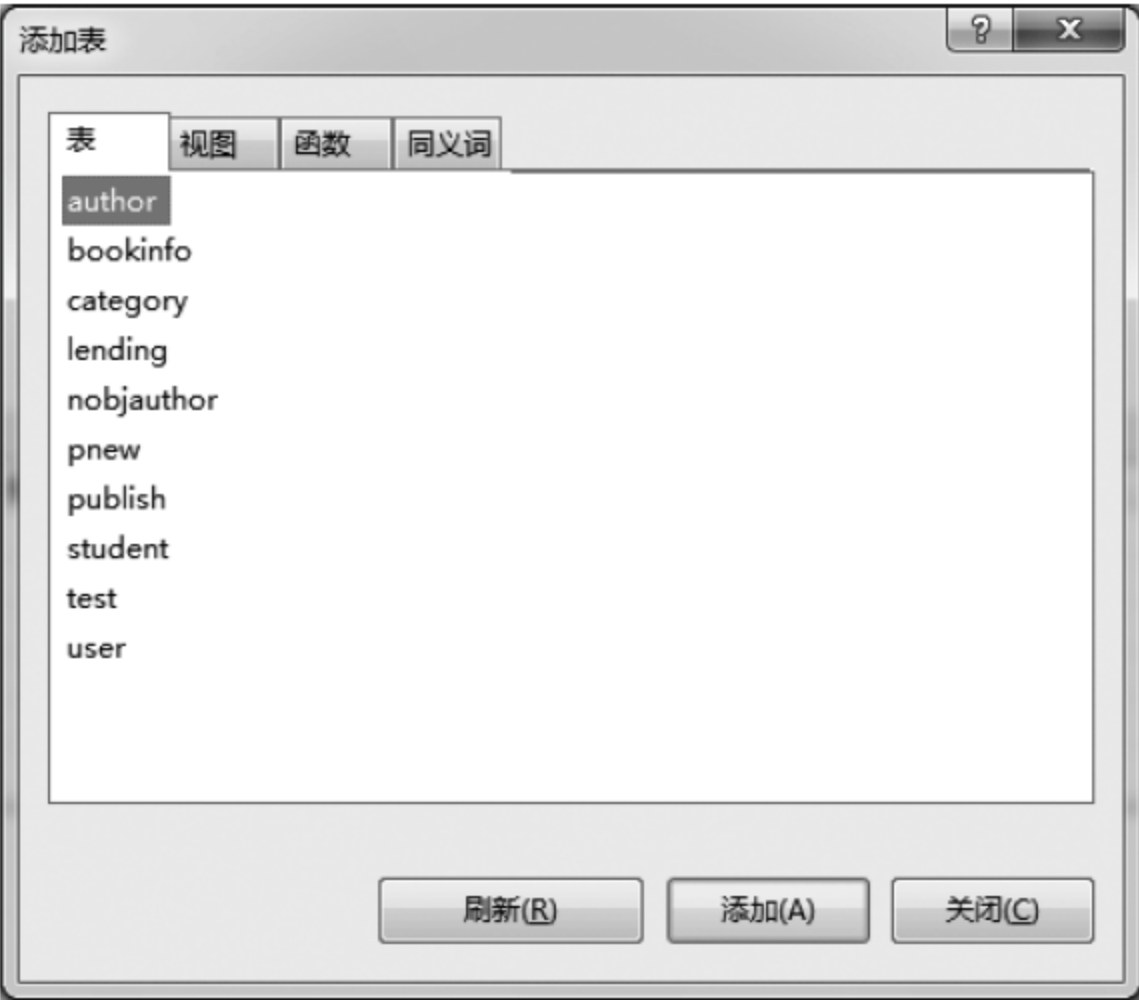 添加表
?
x
表 视图 函数 同义词
author
bookinfo
category
lending
nobjauthor
pnew
publish
student
test
user
刷新(R) 添加(A) 关闭(C)